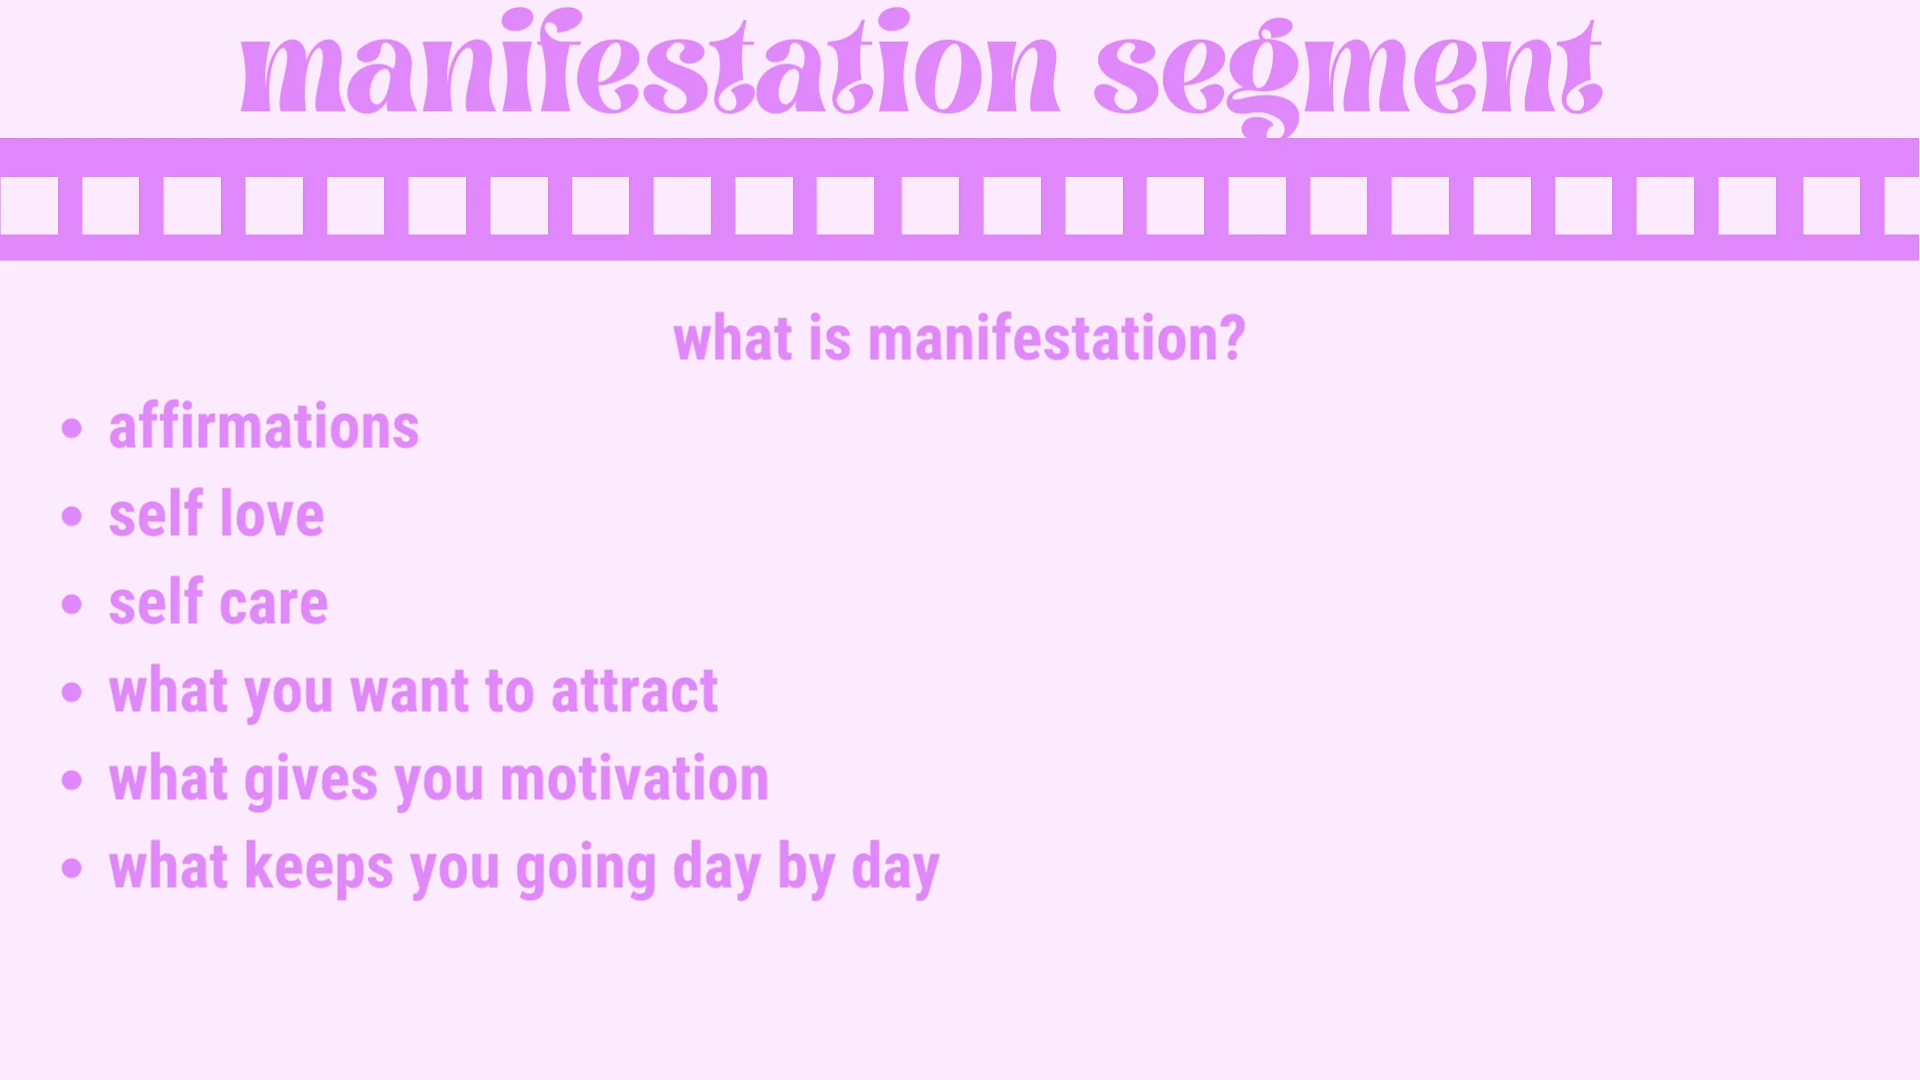 manifestation segment
what is manifestation?
• affirmations
• self love
• self care
• what you want to attract
• what gives you motivation
• what keeps you going day by day